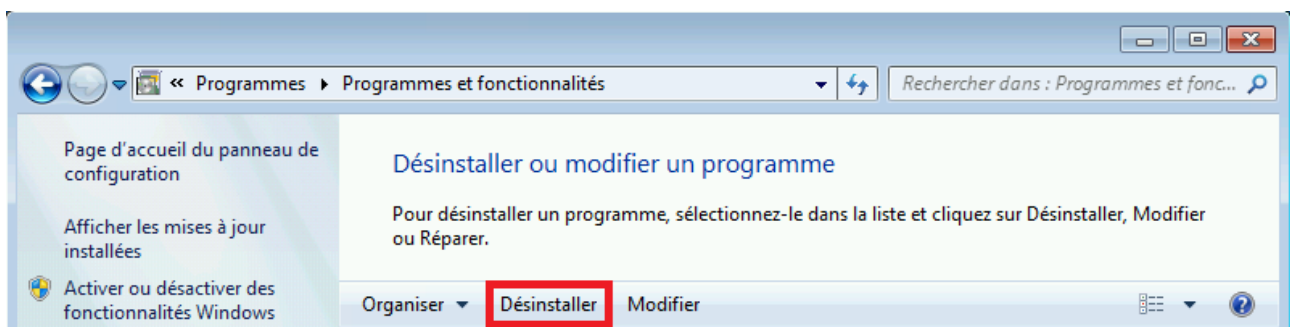 « Programmes ▸ Programmes et fonctionnalités
Rechercher dans : Programmes et fonc...
Page d'accueil du panneau de
configuration
Afficher les mises à jour
installées
Activer ou désactiver des
fonctionnalités Windows
Désinstaller ou modifier un programme
Pour désinstaller un programme, sélectionnez-le dans la liste et cliquez sur Désinstaller, Modifier
ou Réparer.
Organiser Désinstaller Modifier